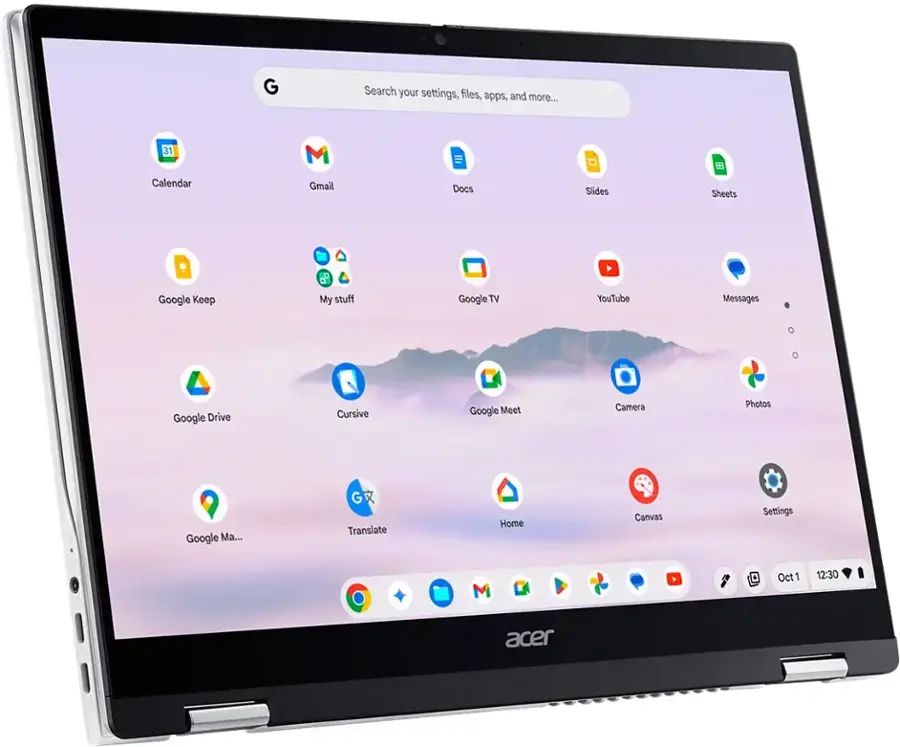 G Search your settings, files, apps, and more...
31
Calendar
Gmail
Docs
Slides
Sheets
Google Keep
My stuff
Google TV
YouTube
Messages
Google Drive
Cursive
Google Meet
Camera
Photos
Google Ma...
G文
Translate
Home
Canvas
Settings
Oct 1
12:30
acer